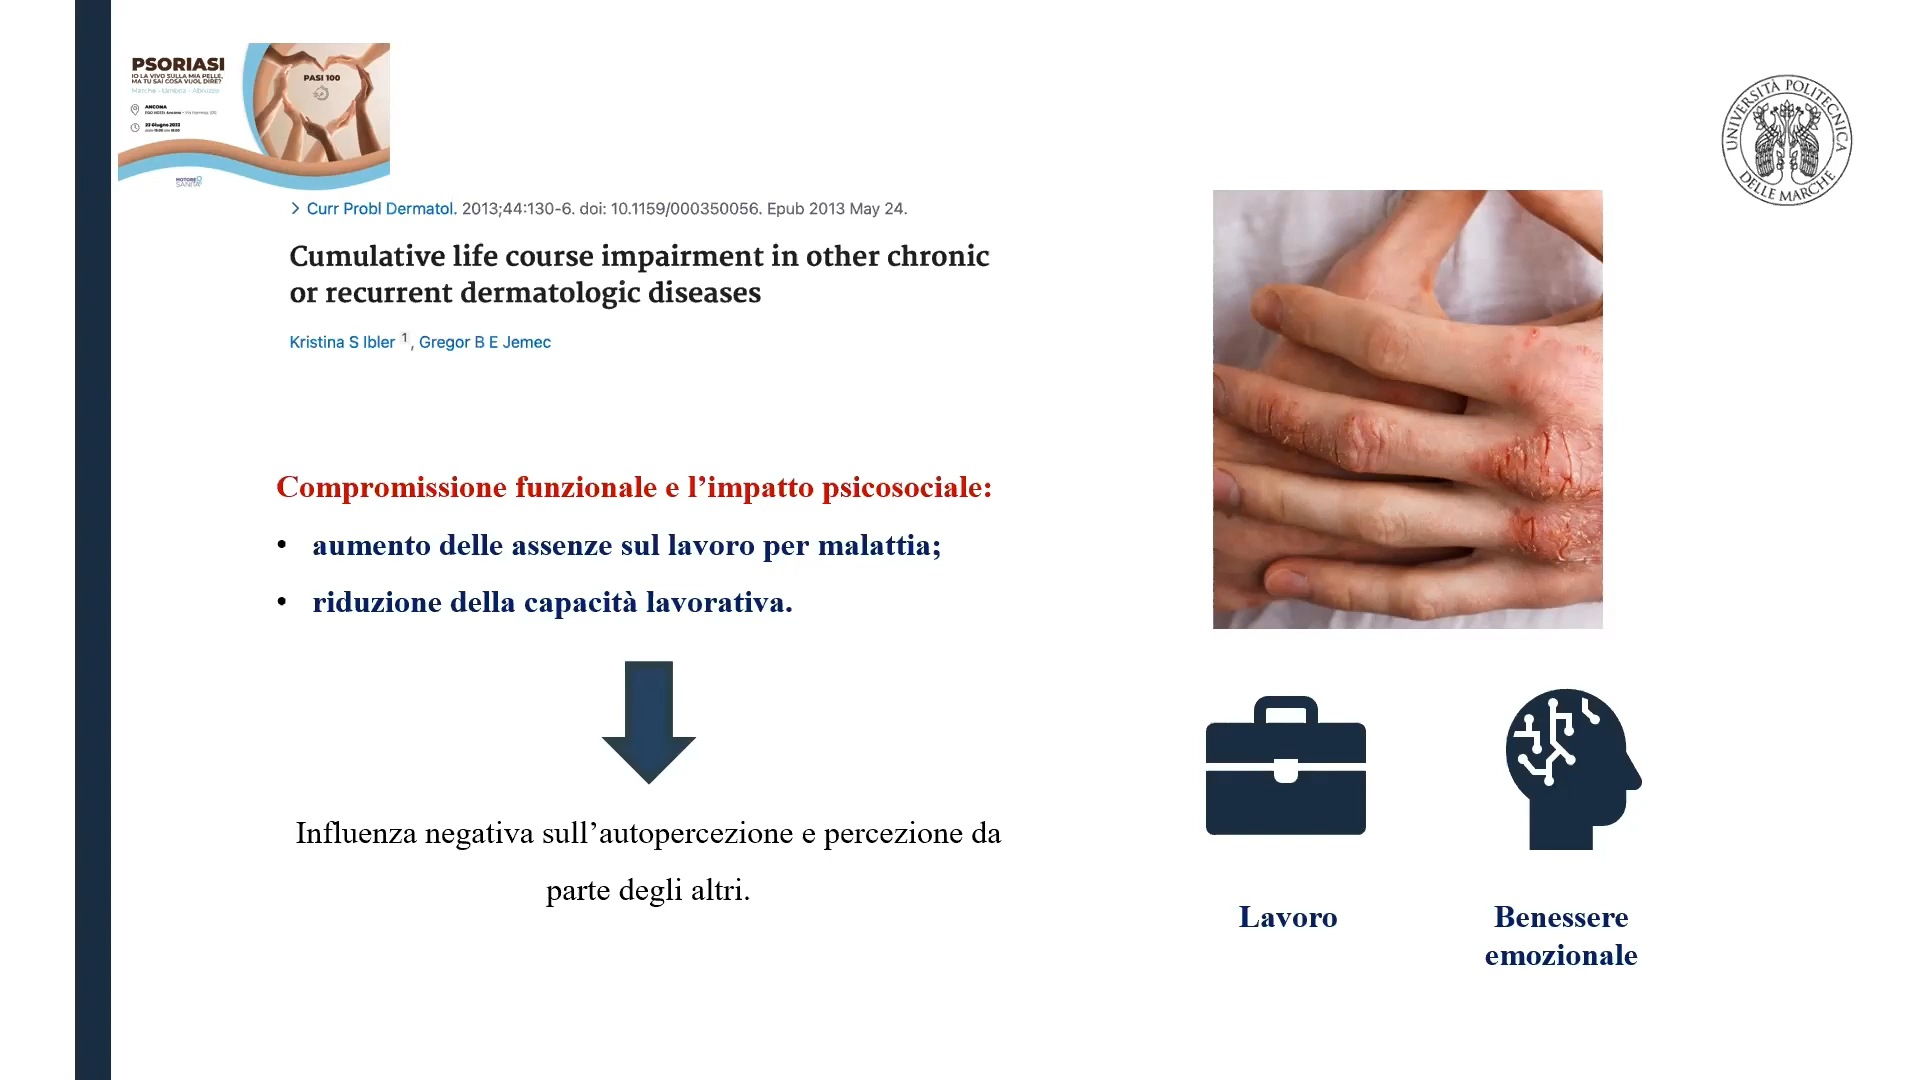 PSORIASI
IO LA VIVO SULLA MIA PELLE,
MA TU SAI COSA VUOL DIRE?
Marche - Umbria - Abruzzo
ANCONA
22 Giugno 2022
PASI 100
MOTORE
SANITÀ
UNIVERSITÀ POLITECNICA
DELLE MARCHE
> Curr Probl Dermatol. 2013;44:130-6. doi: 10.1159/000350056. Epub 2013 May 24.
Cumulative life course impairment in other chronic
or recurrent dermatologic diseases
Kristina S Ibler 1, Gregor B E Jemec
Compromissione funzionale e l’impatto psicosociale:
• aumento delle assenze sul lavoro per malattia;
• riduzione della capacità lavorativa.
Influenza negativa sull’autopercezione e percezione da
parte degli altri.
Lavoro
Benessere
emozionale